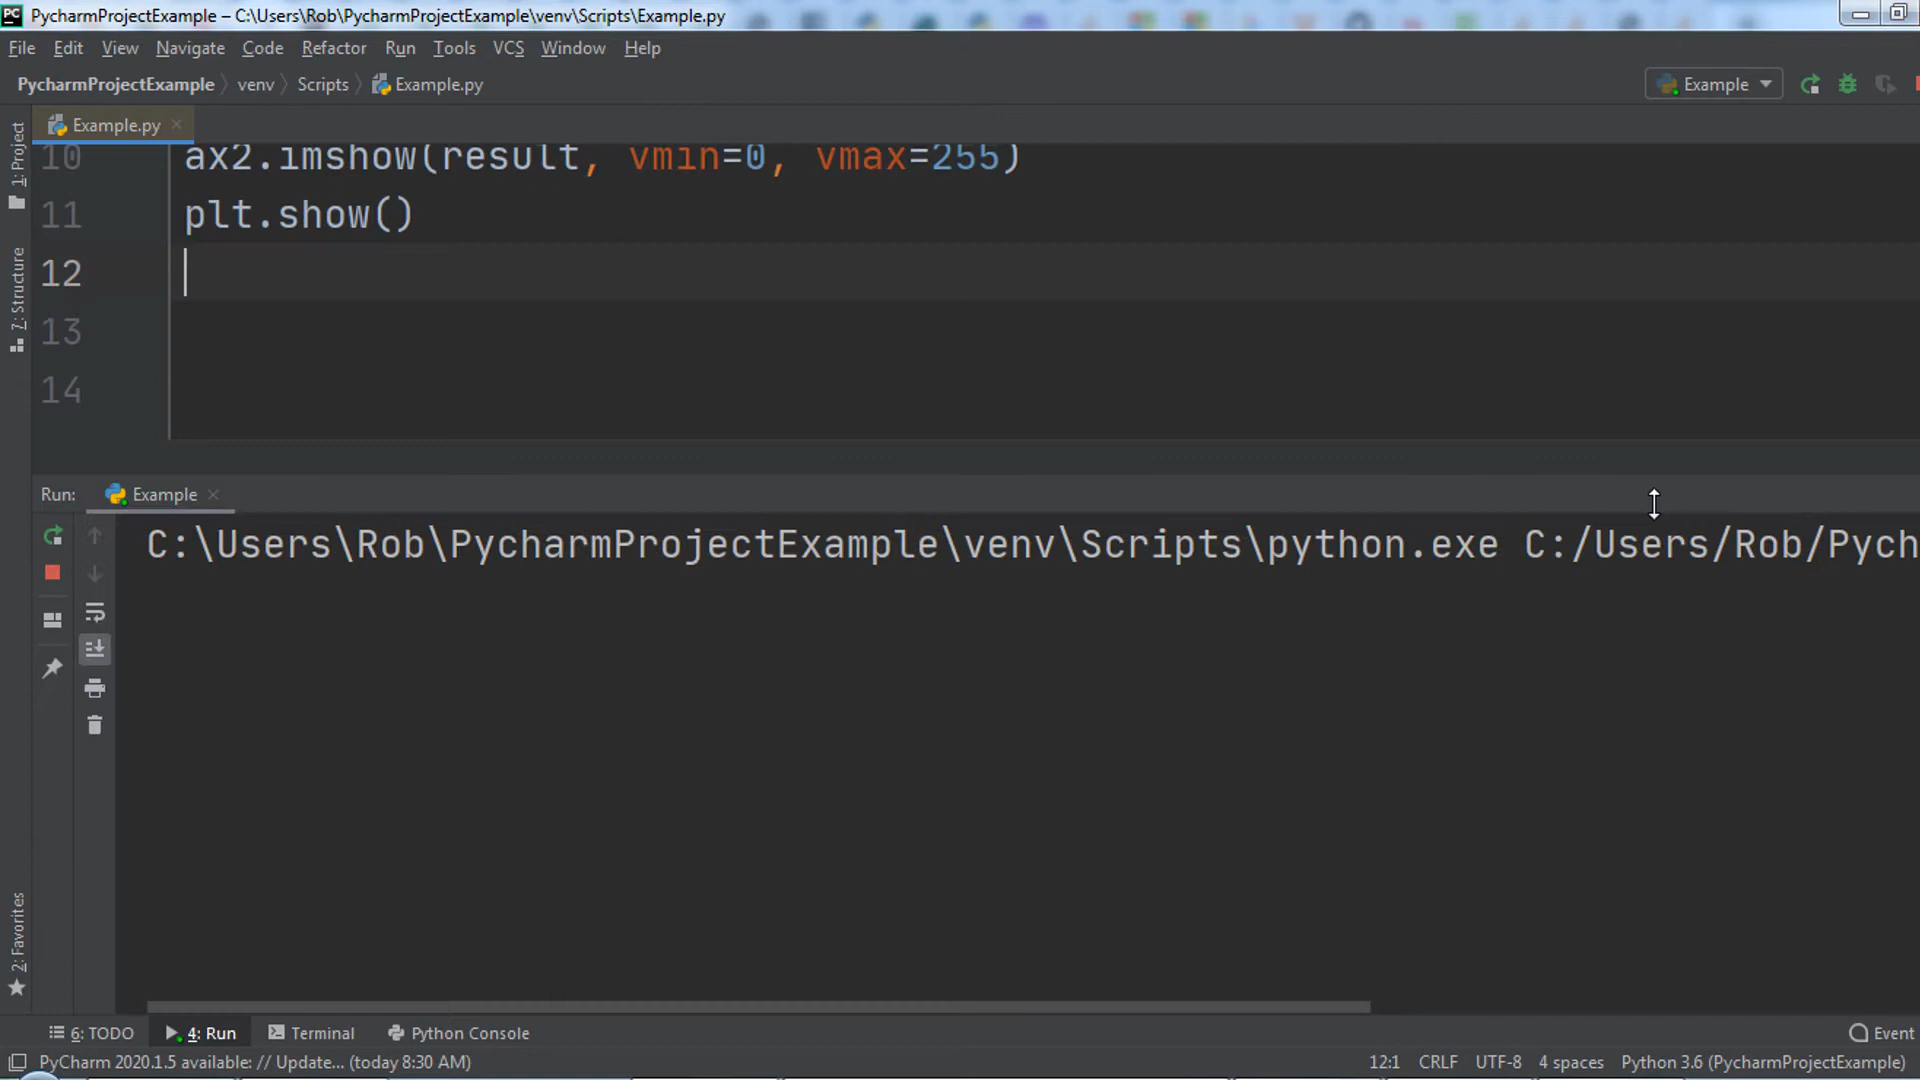 PC PycharmProjectExample – C:\Users\Rob\PycharmProjectExample\venv\Scripts\Example.py
File Edit View Navigate Code Refactor Run Tools VCS Window Help
PycharmProjectExample venv Scripts Example.py Example
Example.py
1: Project
7: Structure
10 ax2.imshow(result, vmin=0, vmax=255)
11 plt.show()
12
13
14
Run: Example
C:\Users\Rob\PycharmProjectExample\venv\Scripts\python.exe C:/Users/Rob/Pych
2: Favorites
6: TODO 4: Run Terminal Python Console Event
PyCharm 2020.1.5 available: // Update... (today 8:30 AM) 12:1 CRLF UTF-8 4 spaces Python 3.6 (PycharmProjectExample)